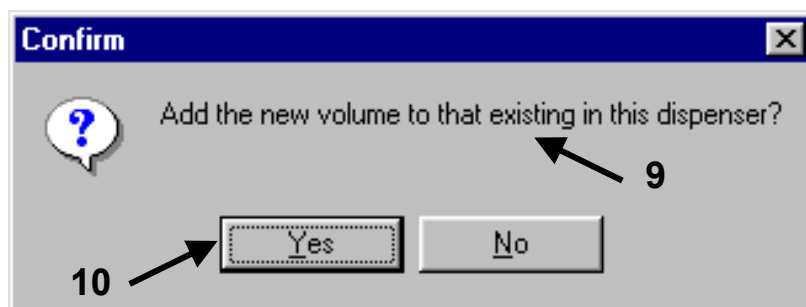 Confirm
Add the new volume to that existing in this dispenser?
9
Yes No
10